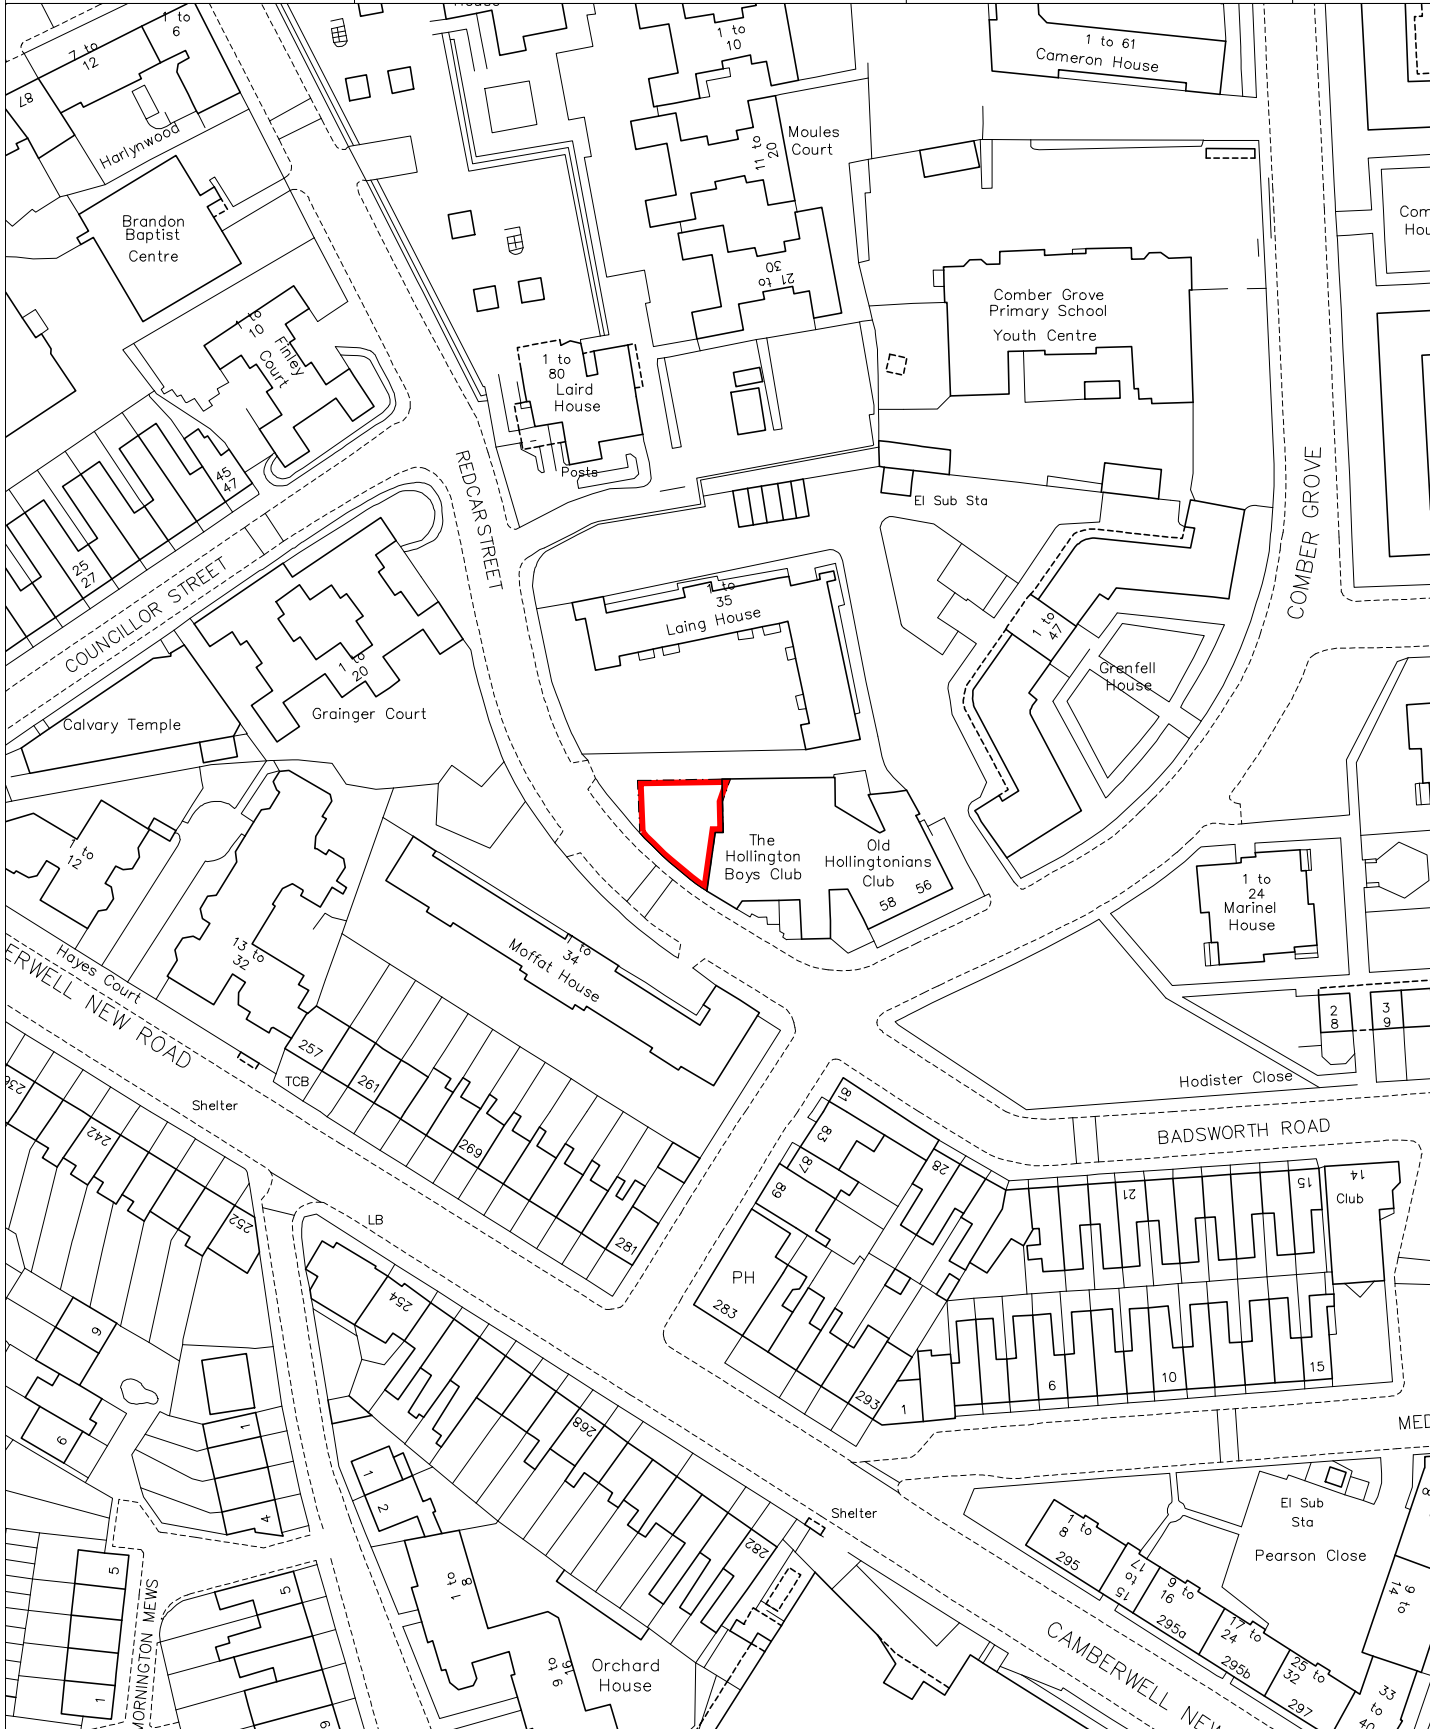 1 to
6
7 to
12
87
Harlynwood
Brandon
Baptist
Centre
1 to
10
Finley
Court
House
1 to
10
11 to
20
Moules
Court
21 to
30
1 to 61
Cameron House
Comber Grove
Primary School
Youth Centre
1 to
80
Laird
House
Posts
El Sub Sta
REDCAR STREET
COMBER GROVE
45
47
25
27
COUNCILLOR STREET
1 to
35
Laing House
1 to
20
Grainger Court
Calvary Temple
1 to
47
Grenfell
House
The
Hollington
Boys Club
Old
Hollingtonians
Club
58
56
1 to
24
Marinel
House
1 to
12
Hayes Court
13 to
32
1 to
34
Moffat House
ERWELL NEW ROAD
257
TCB
261
269
281
Shelter
242
252
LB
254
2
8
3
9
Hodister Close
BADSWORTH ROAD
81
83
87
89
28
21
15
14
Club
PH
283
293
1
6
10
15
MED
268
282
Shelter
9
9
1
4
1
2
El Sub
Sta
Pearson Close
1 to
8
295
15
to
17
9 to
16
295a
17 to
24
295b
25 to
32
297
33
to
40
8
9 to
14
5
1
MORNINGTON MEWS
5
1 to
8
9 to
16
Orchard
House
CAMBERWELL NEW